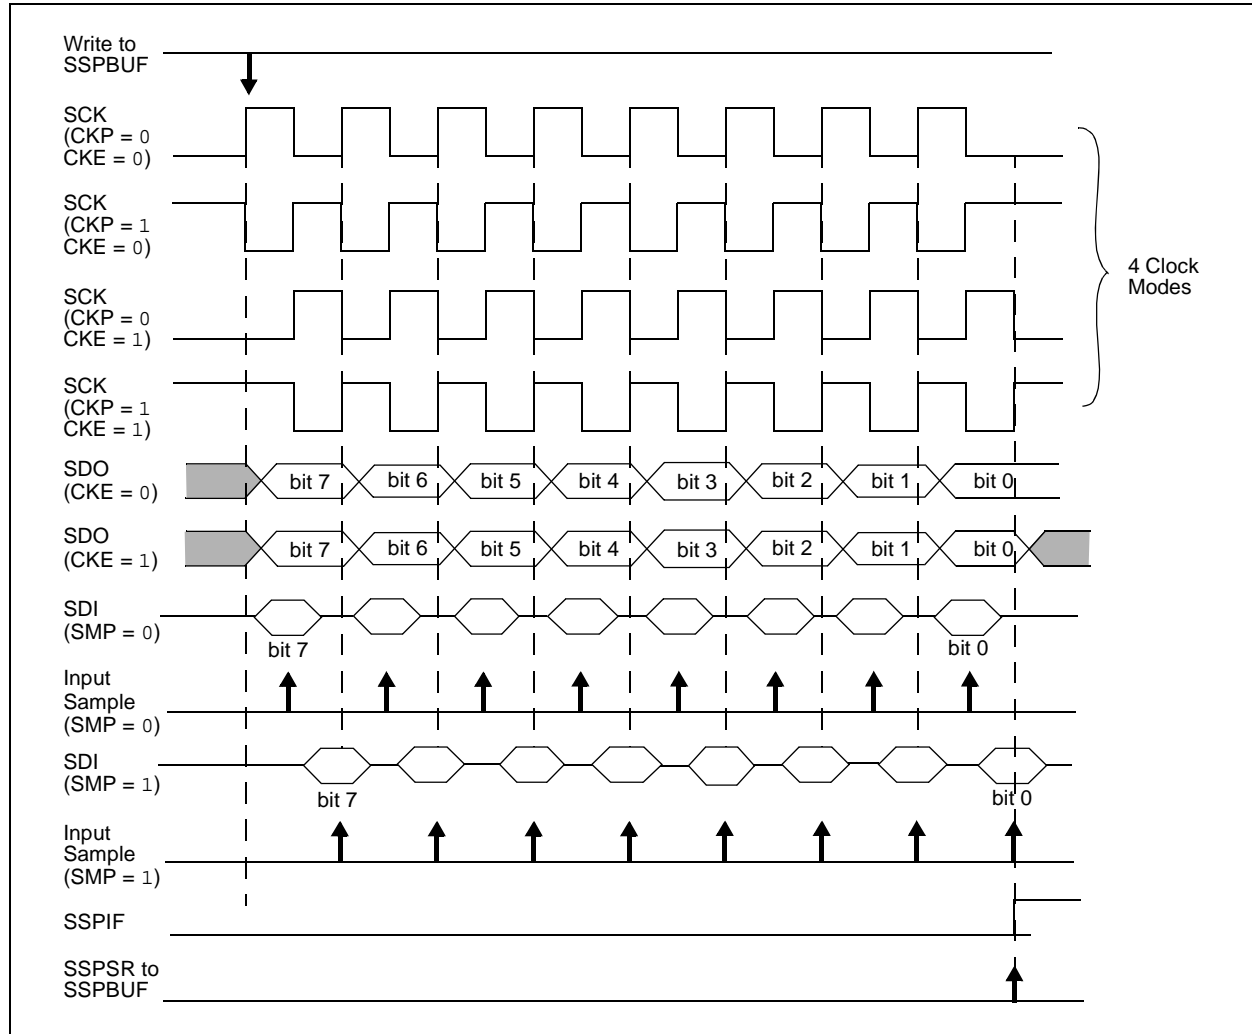 Write to
SSPBUF
SCK
(CKP = 0
CKE = 0)
SCK
(CKP = 1
CKE = 0)
SCK
(CKP = 0
CKE = 1)
SCK
(CKP = 1
CKE = 1)
4 Clock
Modes
SDO
(CKE = 0)
bit 7 bit 6 bit 5 bit 4 bit 3 bit 2 bit 1 bit 0
SDO
(CKE = 1)
bit 7 bit 6 bit 5 bit 4 bit 3 bit 2 bit 1 bit 0
SDI
(SMP = 0)
bit 7 bit 0
Input
Sample
(SMP = 0)
SDI
(SMP = 1)
bit 7 bit 0
Input
Sample
(SMP = 1)
SSPIF
SSPSR to
SSPBUF